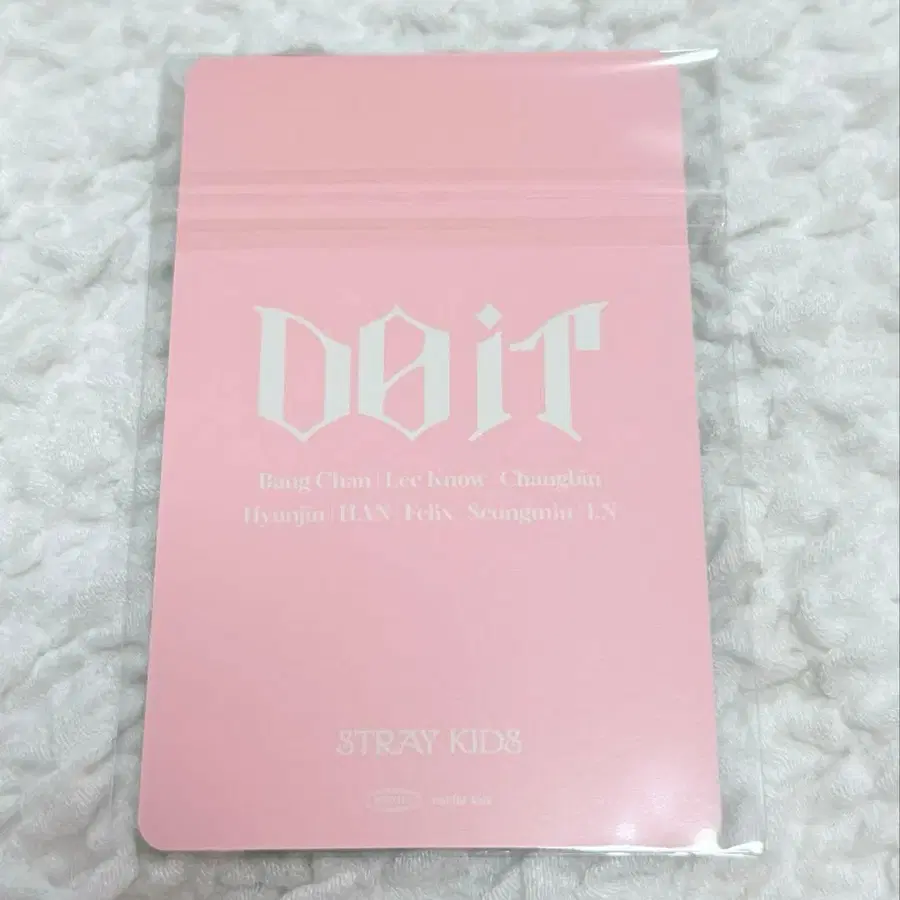 DO iT
Bang Chan | Lee Know | Changbin
Hyunjin | HAN | Felix | Seungmin | I.N
STRAY KIDS